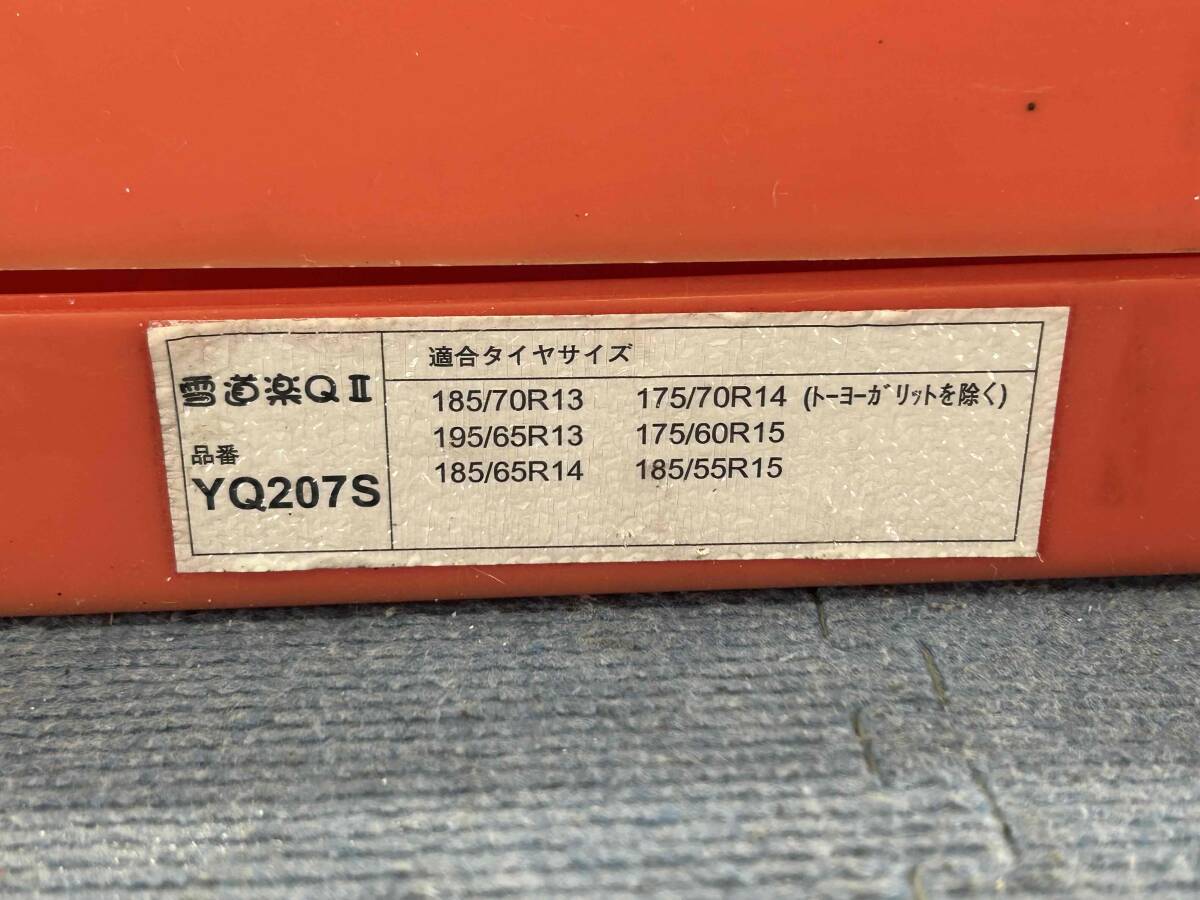 雪道楽QⅡ
品番
YQ207S
適合タイヤサイズ
185/70R13 175/70R14 (トーヨーガリットを除く)
195/65R13 175/60R15
185/65R14 185/55R15